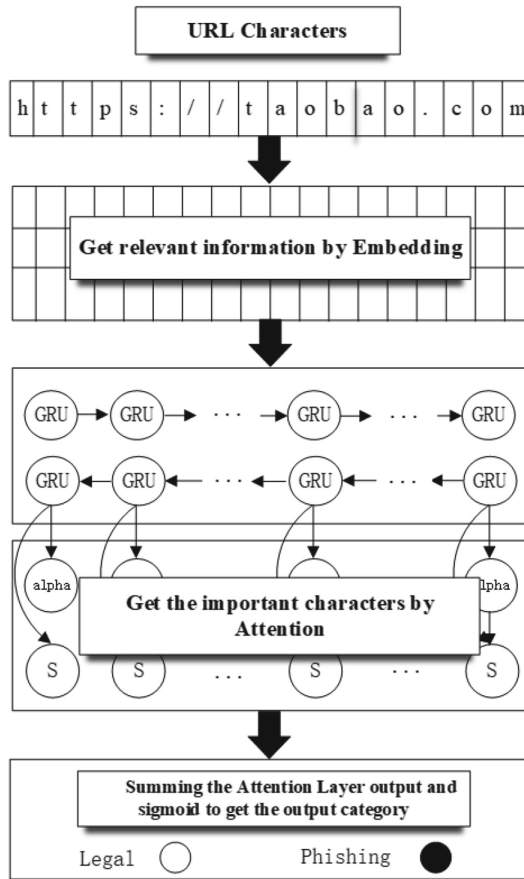 URL Characters
h t t p s : / / t a o b a o . c o m
Get relevant information by Embedding
GRU GRU ... GRU ... GRU
GRU GRU ... GRU ... GRU
alpha alpha
Get the important characters by
Attention
S S ... S ... S
Summing the Attention Layer output and
sigmoid to get the output category
Legal Phishing